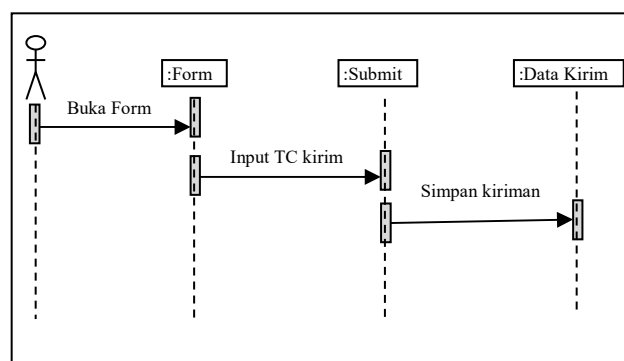 :Form
:Submit
:Data Kirim
Buka Form
Input TC kirim
Simpan kiriman